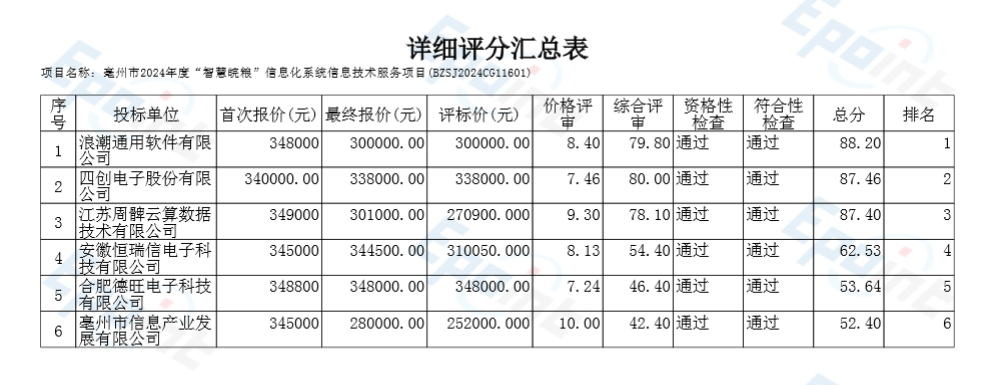 详细评分汇总表
项目名称: 亳州市2024年度“智慧皖粮”信息化系统信息技术服务项目(BZSJ2024CG11601)
序号 投标单位 首次报价(元) 最终报价(元) 评标价(元) 价格评审 综合评审 资格性检查 符合性检查 总分 排名
1 浪潮通用软件有限公司 348000 300000.00 300000.00 8.40 79.80 通过 通过 88.20 1
2 四创电子股份有限公司 340000.00 338000.00 338000.00 7.46 80.00 通过 通过 87.46 2
3 江苏周髀云算数据技术有限公司 349000 301000.00 270900.000 9.30 78.10 通过 通过 87.40 3
4 安徽恒瑞信电子科技有限公司 345000 344500.00 310050.000 8.13 54.40 通过 通过 62.53 4
5 合肥德旺电子科技有限公司 348800 348000.00 348000.00 7.24 46.40 通过 通过 53.64 5
6 亳州市信息产业发展有限公司 345000 280000.00 252000.000 10.00 42.40 通过 通过 52.40 6
Epoint
Epoint
Epoint
Epoint